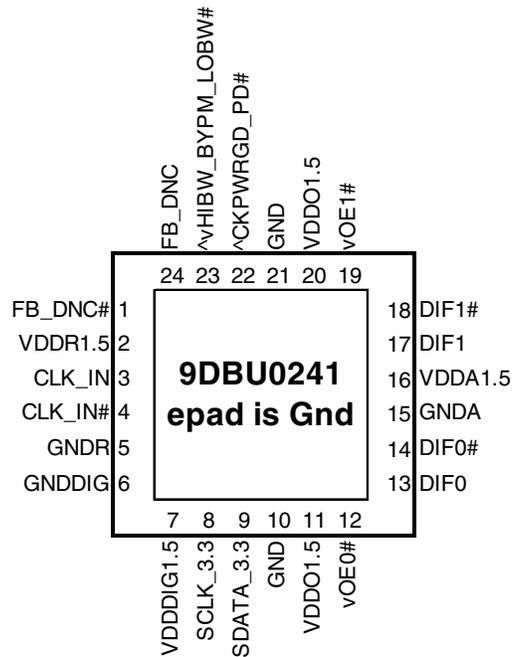 FB_DNC
^vHIBW_BYPM_LOBW#
^CKPWRGD_PD#
GND
VDDO1.5
vOE1#
24 23 22 21 20 19
FB_DNC# 1
VDDR1.5 2
CLK_IN 3
CLK_IN# 4
GNDR 5
GNDDIG 6
9DBU0241
epad is Gnd
18 DIF1#
17 DIF1
16 VDDA1.5
15 GNDA
14 DIF0#
13 DIF0
7 8 9 10 11 12
VDDDIG1.5
SCLK_3.3
SDATA_3.3
GND
VDDO1.5
vOE0#